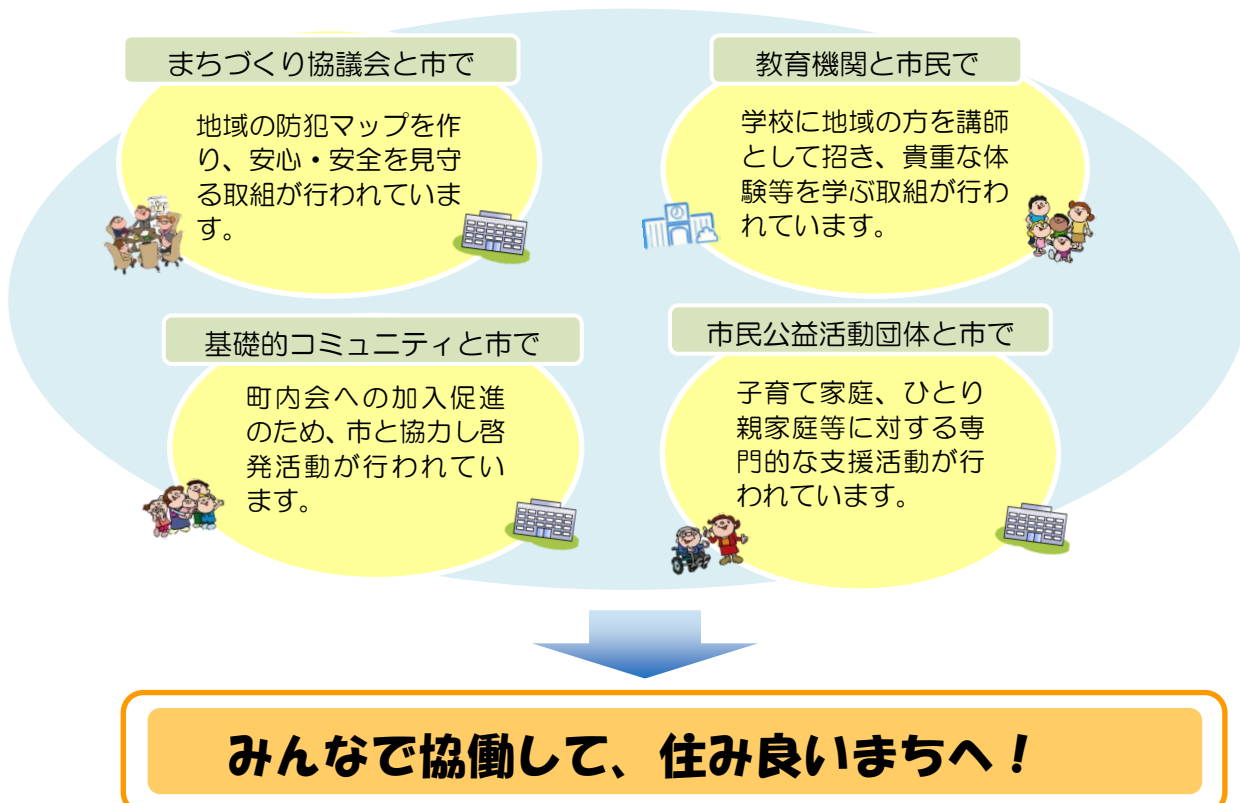 まちづくり協議会と市で
地域の防犯マップを作
り、安心・安全を見守
る取組が行われていま
す。
教育機関と市民で
学校に地域の方を講師
として招き、貴重な体
験等を学ぶ取組が行わ
れています。
基礎的コミュニティと市で
町内会への加入促進
のため、市と協力し啓
発活動が行われてい
ます。
市民公益活動団体と市で
子育て家庭、ひとり
親家庭等に対する専
門的な支援活動が行
われています。
みんなで協働して、住み良いまちへ！